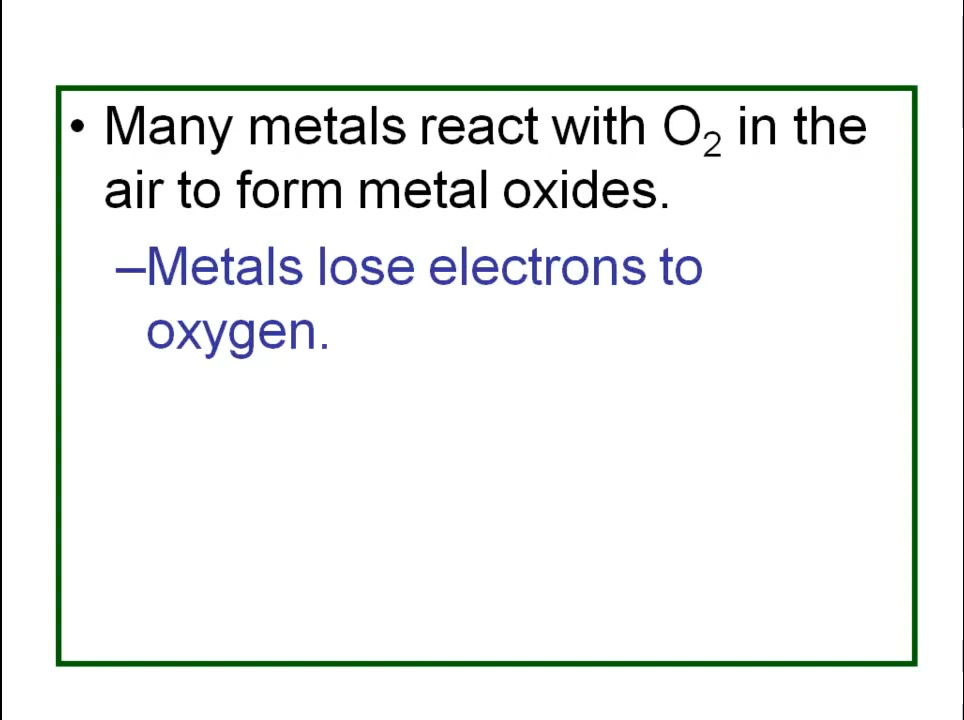 • Many metals react with O₂ in the
air to form metal oxides.
–Metals lose electrons to
oxygen.